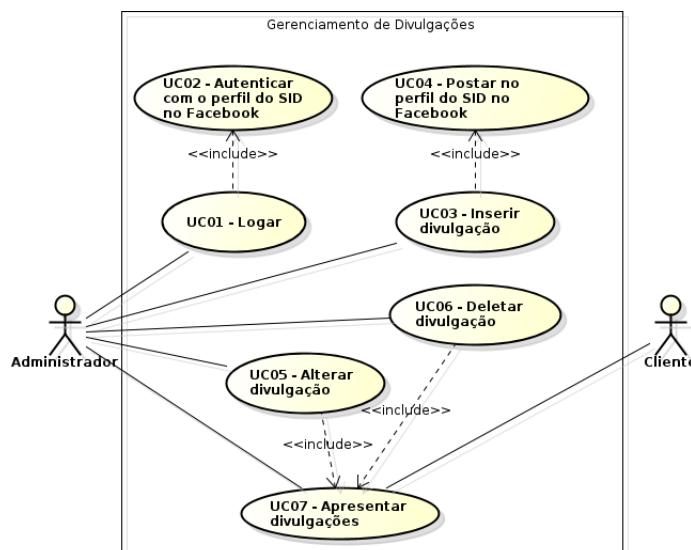 Gerenciamento de Divulgações
UC02 - Autenticar
com o perfil do SID
no Facebook
UC04 - Postar no
perfil do SID no
Facebook
<<include>>
<<include>>
UC01 - Logar
UC03 - Inserir
divulgação
UC06 - Deletar
divulgação
Administrador
Cliente
UC05 - Alterar
divulgação
<<include>>
<<include>>
UC07 - Apresentar
divulgações